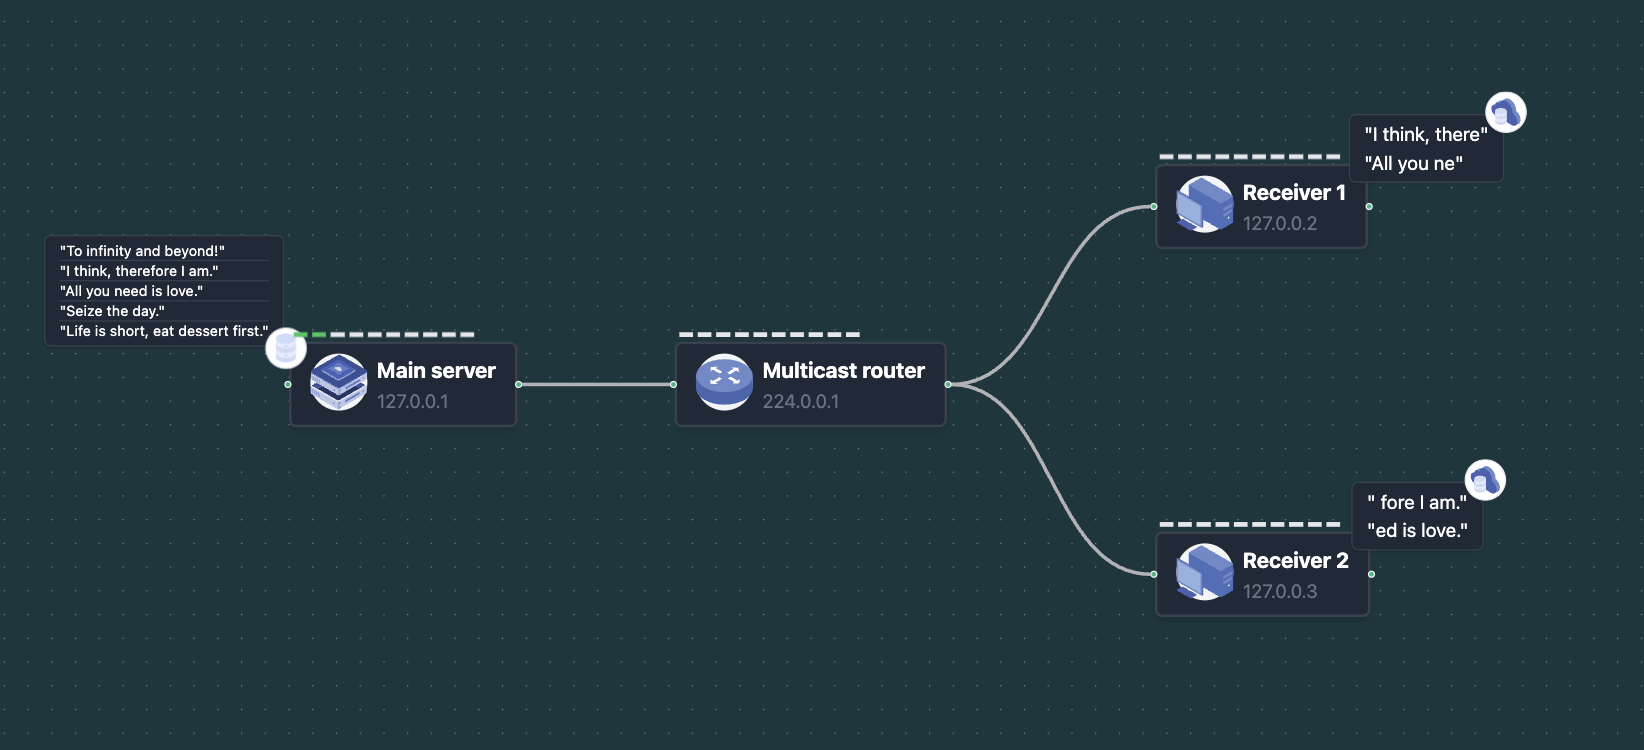 "I think, there"
"All you ne"
Receiver 1
127.0.0.2
"To infinity and beyond!"
"I think, therefore I am."
"All you need is love."
"Seize the day."
"Life is short, eat dessert first."
Main server
127.0.0.1
Multicast router
224.0.0.1
" fore I am."
"ed is love."
Receiver 2
127.0.0.3